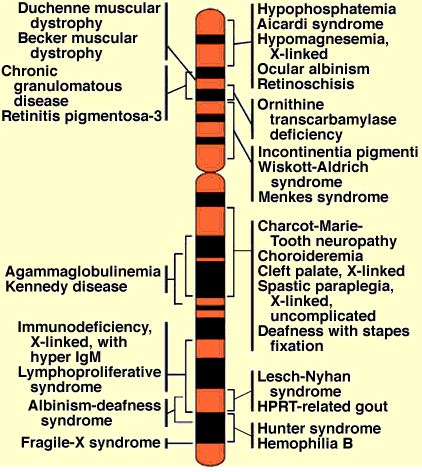 Duchenne muscular
dystrophy
Becker muscular
dystrophy
Chronic
granulomatous
disease
Retinitis pigmentosa-3
Agammaglobulinemia
Kennedy disease
Immunodeficiency,
X-linked, with
hyper IgM
Lymphoproliferative
syndrome
Albinism-deafness
syndrome
Fragile-X syndrome
Hypophosphatemia
Aicardi syndrome
Hypomagnesemia,
X-linked
Ocular albinism
Retinoschisis
Ornithine
transcarbamylase
deficiency
Incontinentia pigmenti
Wiskott-Aldrich
syndrome
Menkes syndrome
Charcot-Marie-
Tooth neuropathy
Choroideremia
Cleft palate, X-linked
Spastic paraplegia,
X-linked,
uncomplicated
Deafness with stapes
fixation
Lesch-Nyhan
syndrome
HPRT-related gout
Hunter syndrome
Hemophilia B